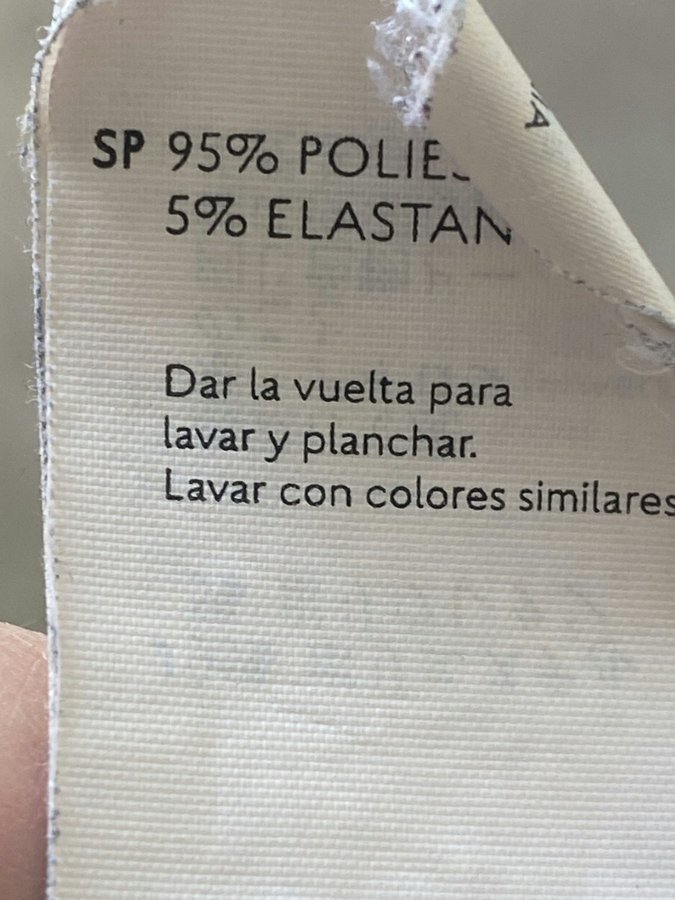 SP 95% POLIE
5% ELASTAN
Dar la vuelta para
lavar y planchar.
Lavar con colores similares